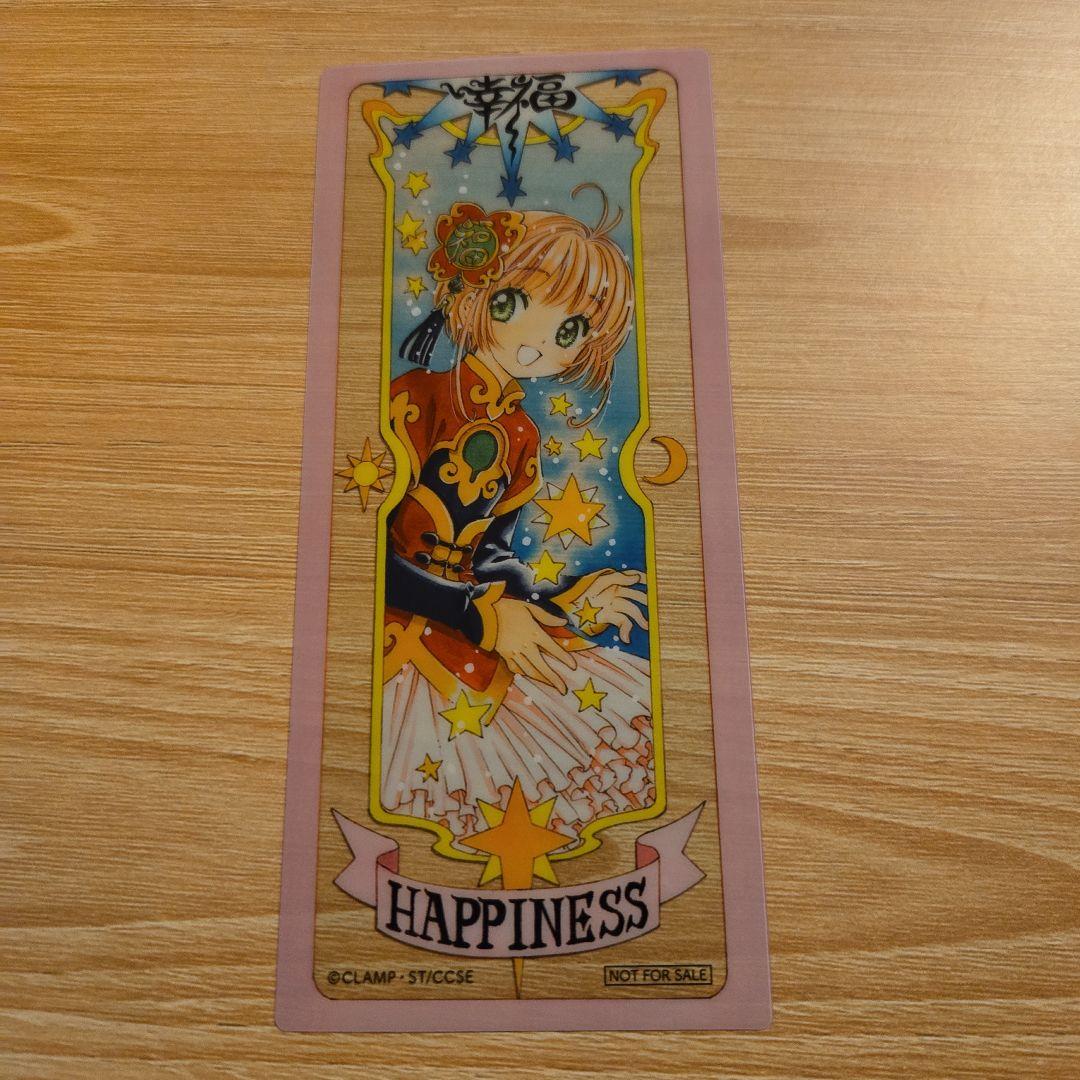 幸福
福
HAPPINESS
©CLAMP・ST/CCSE
NOT FOR SALE